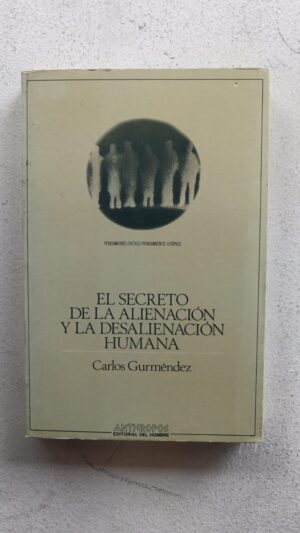 PENSAMIENTO CRÍTICO/PENSAMIENTO UTÓPICO
EL SECRETO
DE LA ALIENACIÓN
Y LA DESALIENACIÓN
HUMANA
Carlos Gurméndez
ANTHROPOS
EDITORIAL DEL HOMBRE